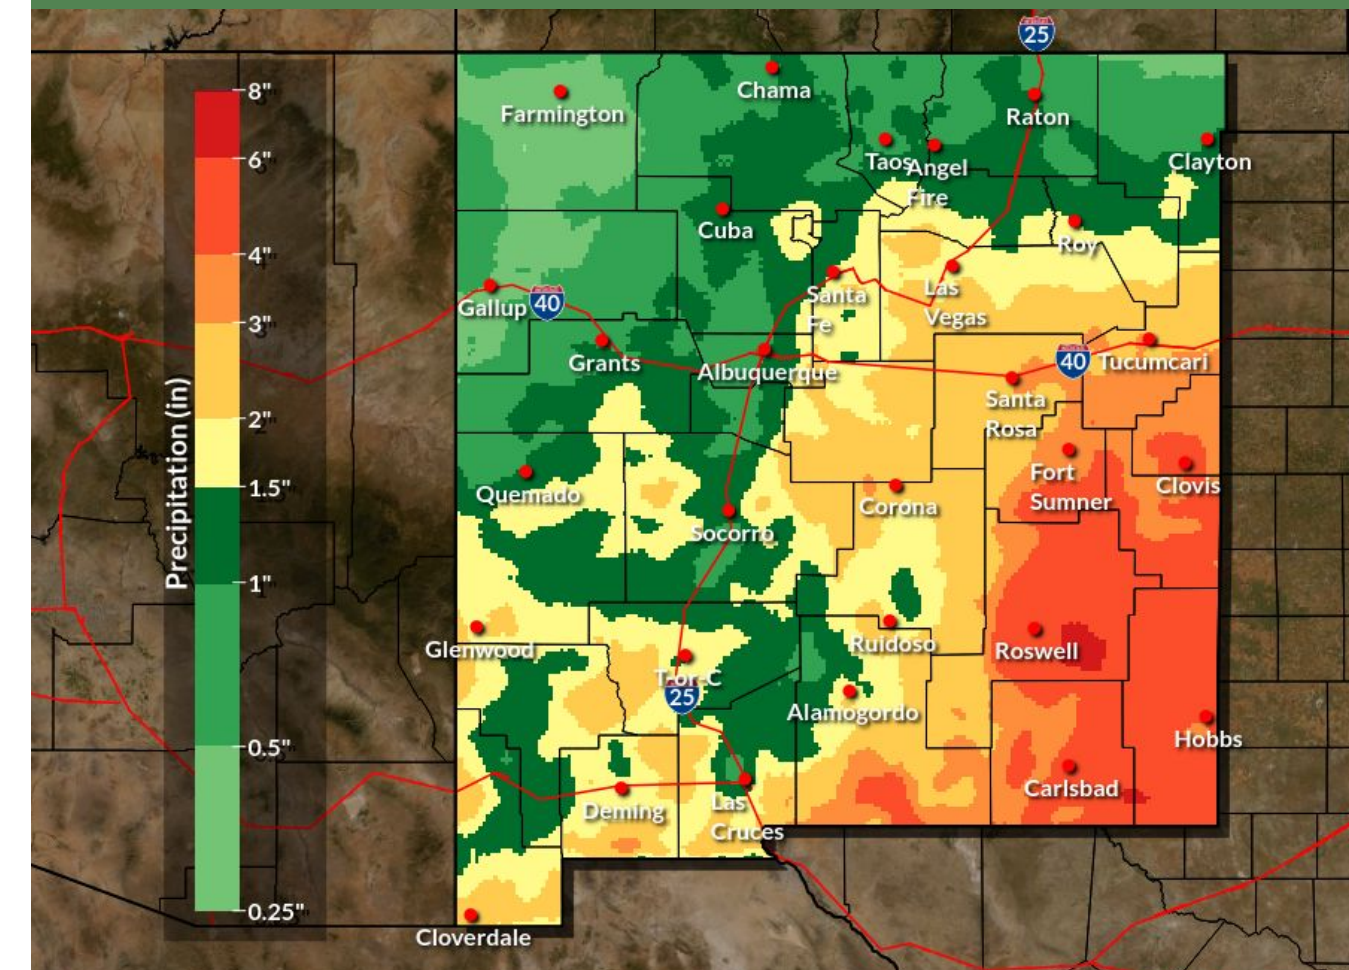 25
8"
6"
4"
3"
2"
1.5"
1"
0.5"
0.25"
Precipitation (in)
Farmington
Chama
Raton
Taos
Angel
Fire
Clayton
Cuba
Roy
Gallup
40
Santa
Fe
Las
Vegas
Grants
Albuquerque
40
Tucumcari
Santa
Rosa
Quemado
Fort
Sumner
Clovis
Corona
Socorro
Glenwood
Ruidoso
Roswell
T-or-C
25
Alamogordo
Hobbs
Carlsbad
Deming
Las
Cruces
Cloverdale